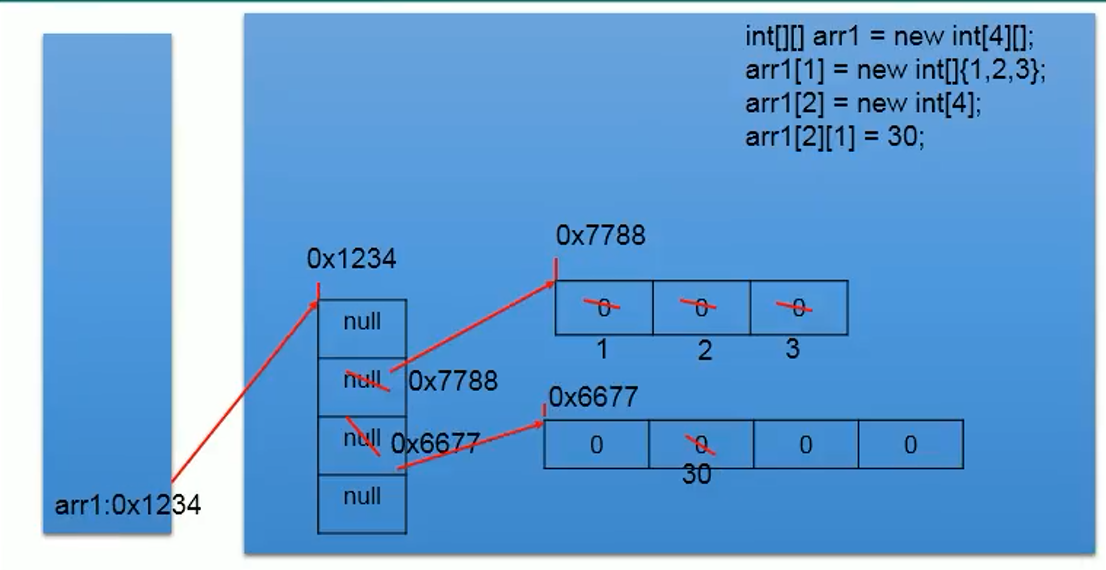 int[][] arr1 = new int[4][];
arr1[1] = new int[]{1,2,3};
arr1[2] = new int[4];
arr1[2][1] = 30;
0x7788
0x1234
null
0 0 0
1 2 3
null 0x7788
0x6677
null 0x6677
0 0 0 0
30
null
arr1:0x1234